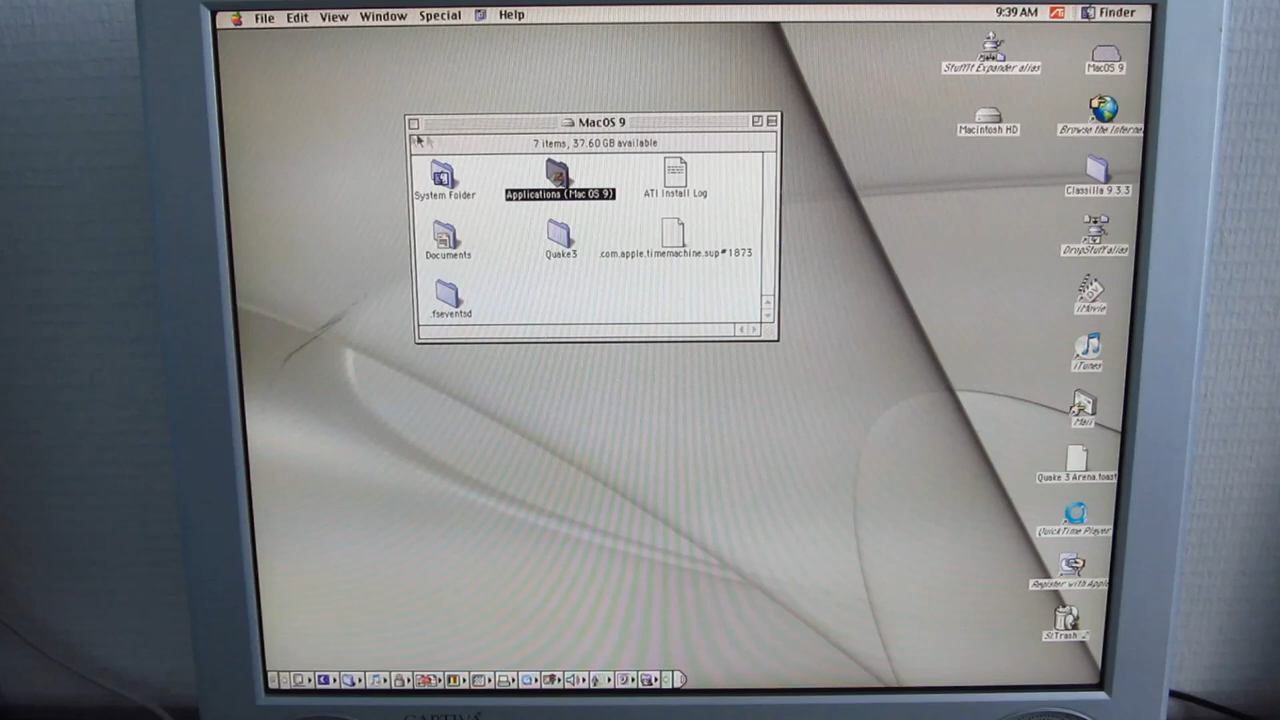 File Edit View Window Special Help
9:39 AM Finder
StuffIt Expander alias
MacOS 9
Macintosh HD
Browse the Interne
Classilla 9.3.3
DropStuff alias
iMovie
iTunes
Mail
Quake 3 Arena.toast
QuickTime Player
Register with Apple
MacOS 9
7 items, 37.60 GB available
System Folder
Applications (Mac OS 9)
ATI Install Log
Documents
Quake3
.com.apple.timemachine.sup#1873
.fseventsd
CAPTIVA